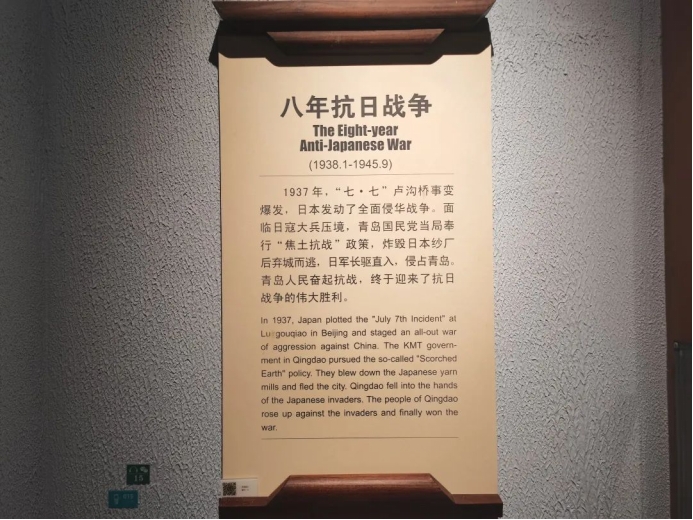 八年抗日战争
The Eight-year
Anti-Japanese War
(1938.1-1945.9)
1937年，“七·七”卢沟桥事变
爆发，日本发动了全面侵华战争。面
临日寇大兵压境，青岛国民党当局奉
行“焦土抗战”政策，炸毁日本纱厂
后弃城而逃，日军长驱直入，侵占青岛。
青岛人民奋起抗战，终于迎来了抗日
战争的伟大胜利。
In 1937, Japan plotted the "July 7th Incident" at
Lugouqiao in Beijing and staged an all-out war
of aggression against China. The KMT govern-
ment in Qingdao pursued the so-called "Scorched
Earth" policy. They blew down the Japanese yarn
mills and fled the city. Qingdao fell into the hands
of the Japanese invaders. The people of Qingdao
rose up against the invaders and finally won the
war.
15